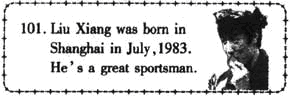 101. Liu Xiang was born in
Shanghai in July, 1983.
He's a great sportsman.